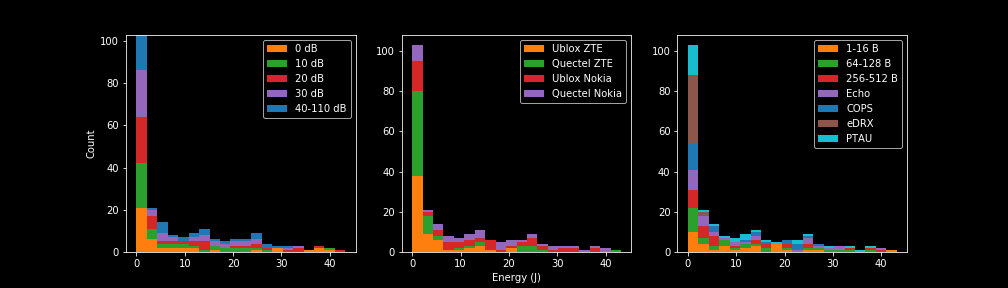 Count
100
80
60
40
20
0
0 dB
10 dB
20 dB
30 dB
40-110 dB
0 10 20 30 40
100
80
60
40
20
0
Ublox ZTE
Quectel ZTE
Ublox Nokia
Quectel Nokia
0 10 20 30 40
Energy (J)
100
80
60
40
20
0
1-16 B
64-128 B
256-512 B
Echo
COPS
eDRX
PTAU
0 10 20 30 40